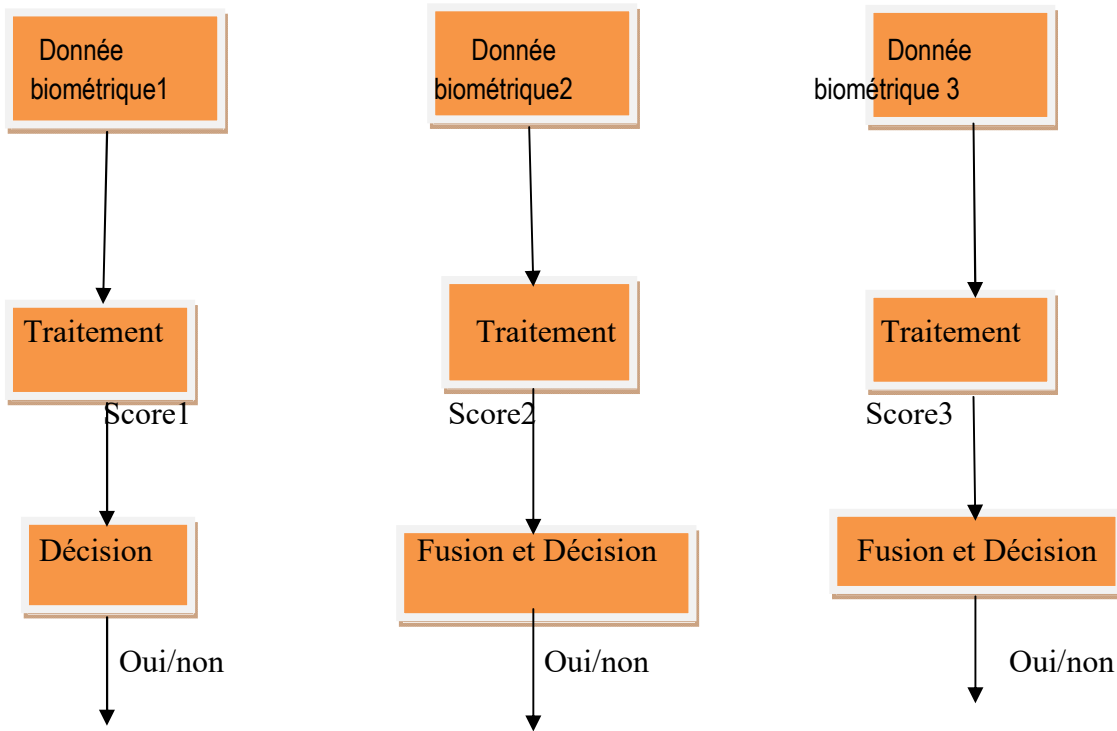 Donnée
biométrique1
Donnée
biométrique2
Donnée
biométrique 3
Traitement
Traitement
Traitement
Score1
Score2
Score3
Décision
Fusion et Décision
Fusion et Décision
Oui/non
Oui/non
Oui/non